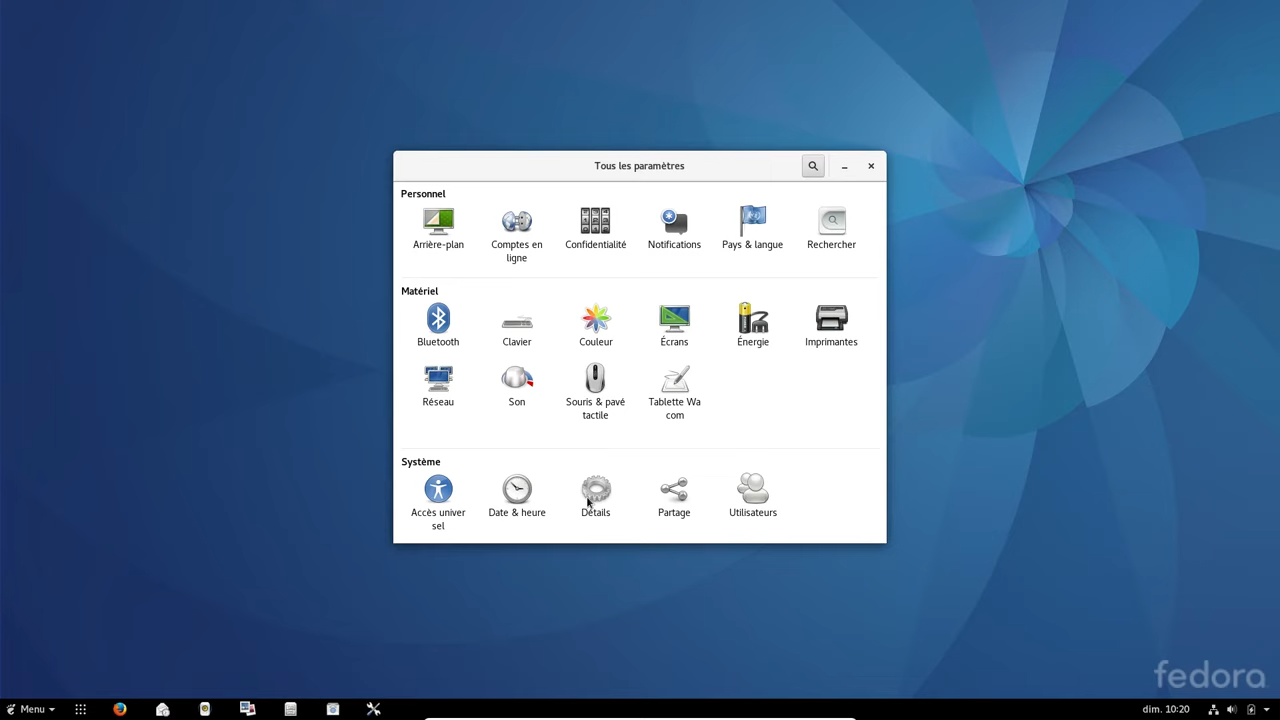 Tous les paramètres
Personnel
Arrière-plan
Comptes en
ligne
Confidentialité
Notifications
Pays & langue
Rechercher
Matériel
Bluetooth
Clavier
Couleur
Écrans
Énergie
Imprimantes
Réseau
Son
Souris & pavé
tactile
Tablette Wa
com
Système
Accès univer
sel
Date & heure
Détails
Partage
Utilisateurs
fedora
Menu
dim. 10:20